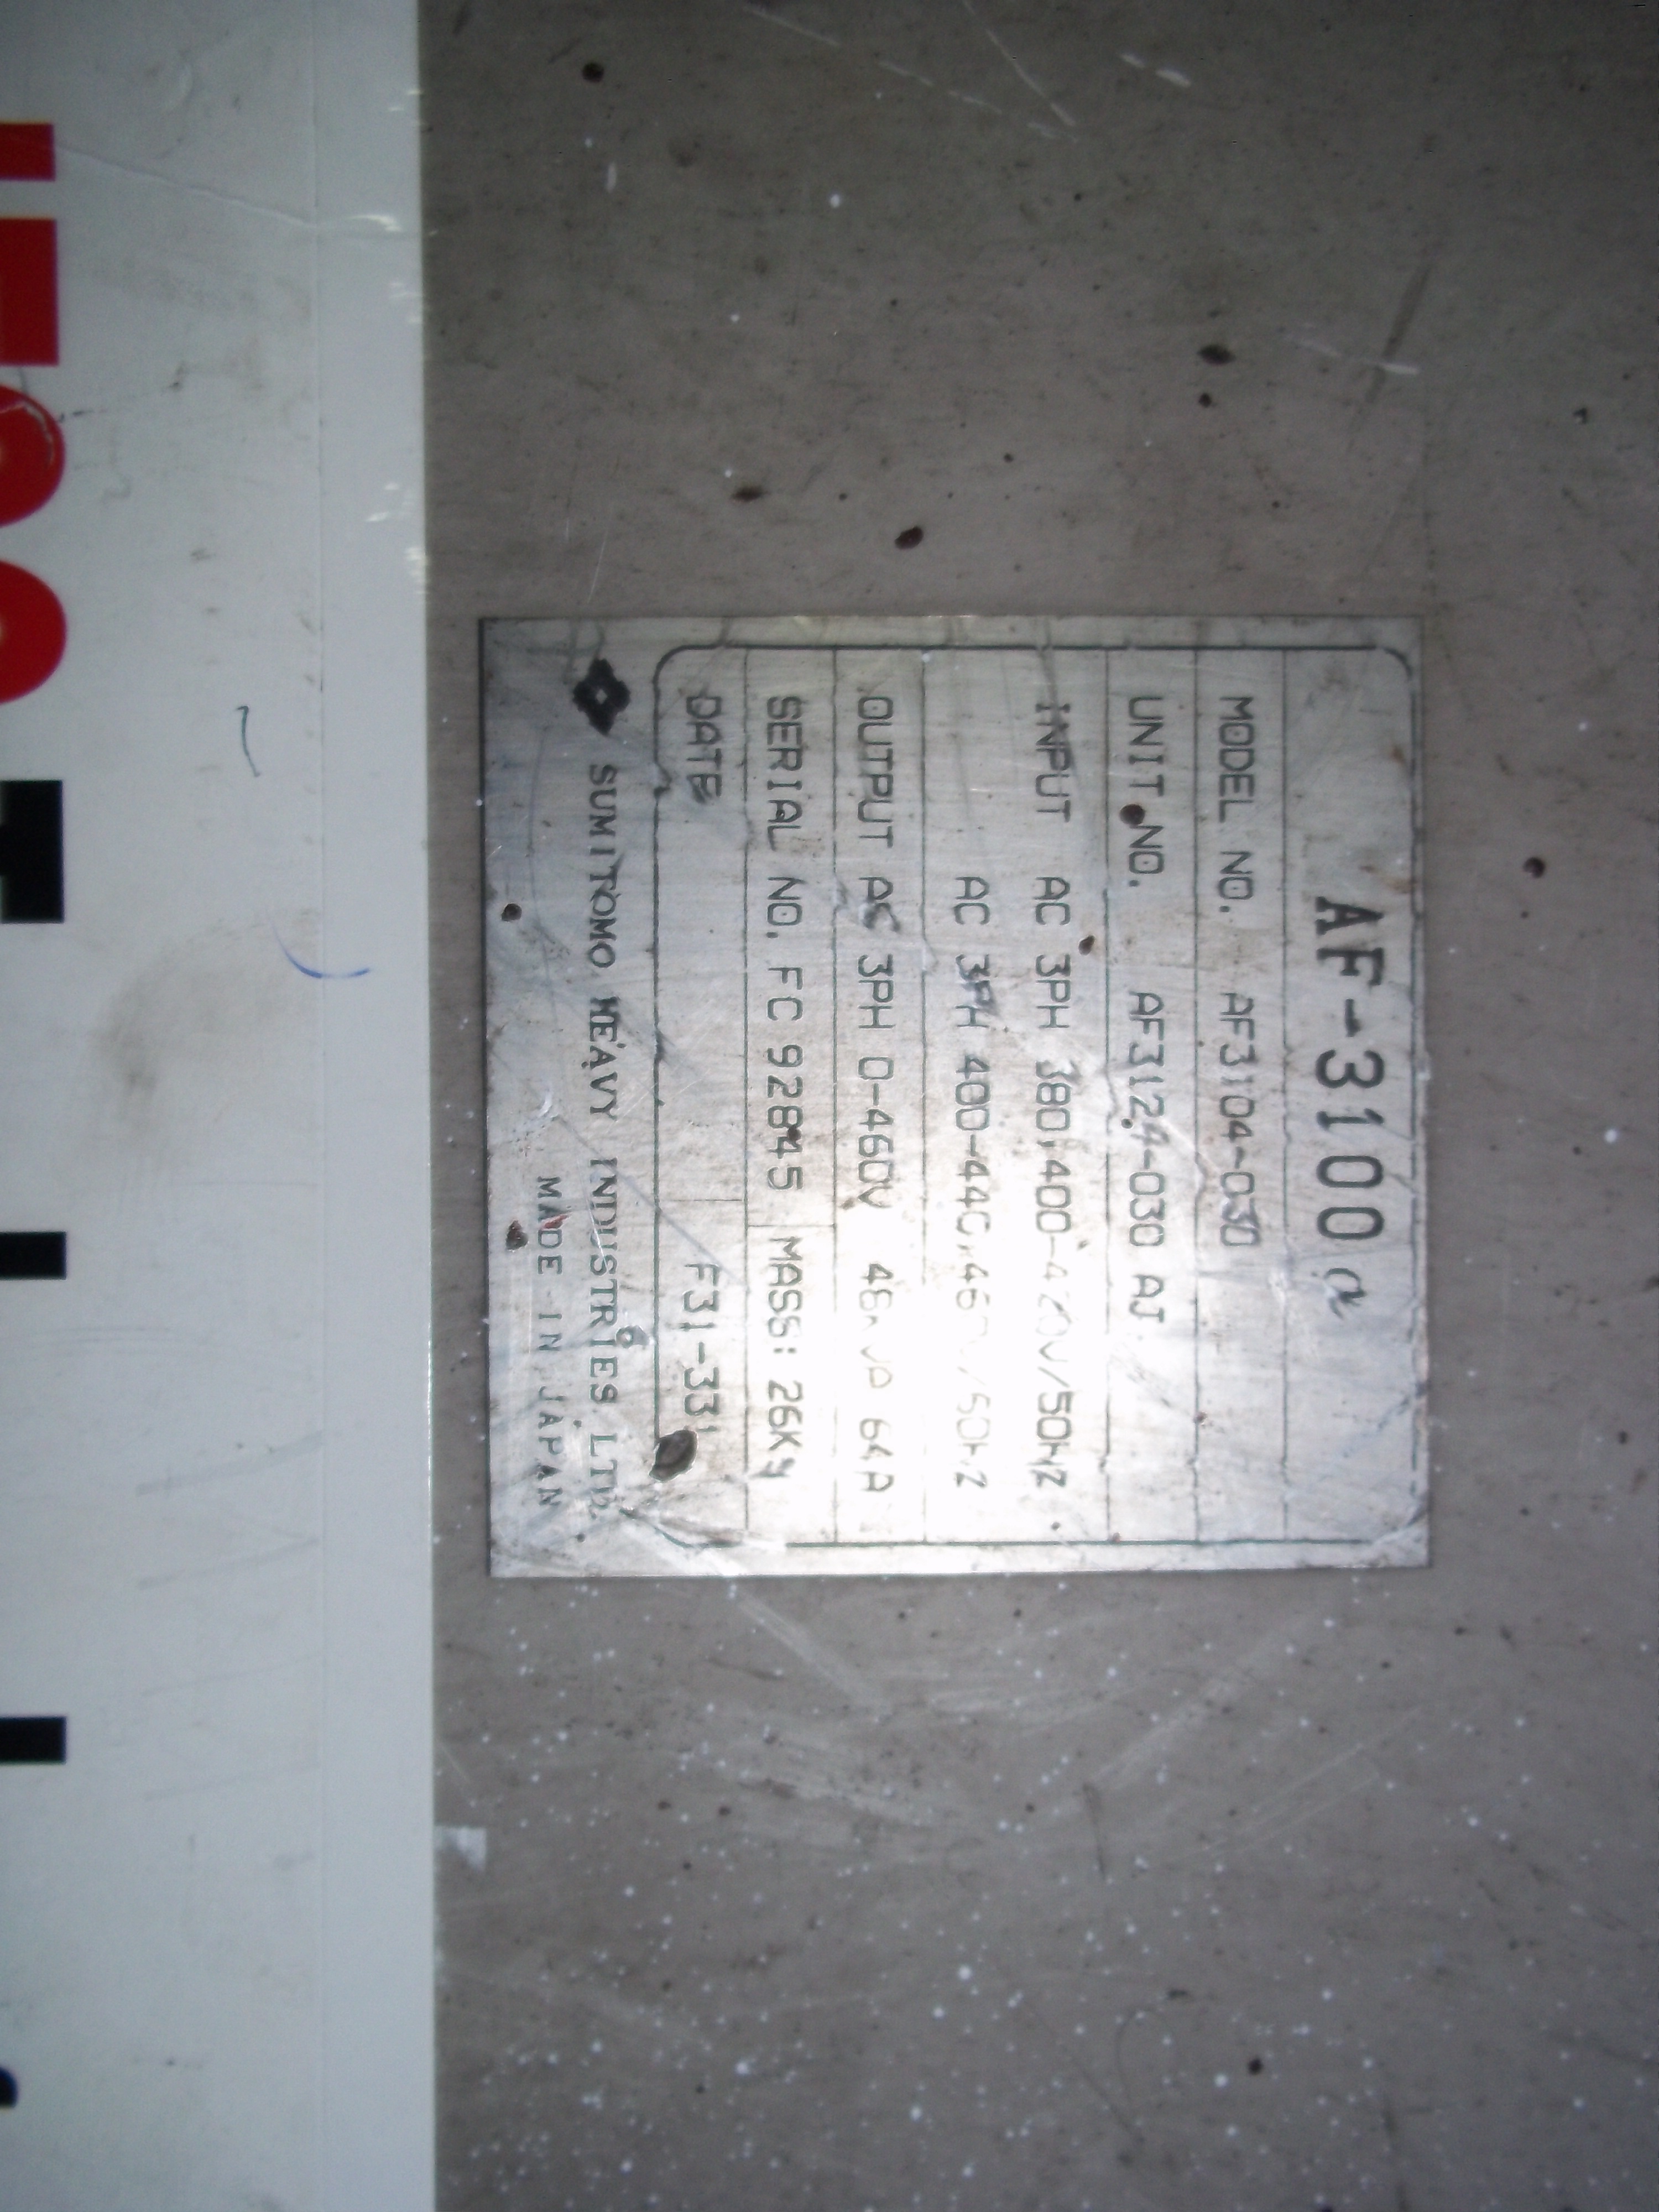 AF-3100α
MODEL NO. AF3104-030
UNIT NO. AF3124-030 AJ
INPUT AC 3PH 380,400-420V/50Hz
AC 3PH 400-440,460V/60Hz
OUTPUT AC 3PH 0-460V 64A
SERIAL NO. FC 92845 MASS: 26Kg
DATE F31-331
SUMITOMO HEAVY INDUSTRIES, LTD.
MADE IN JAPAN